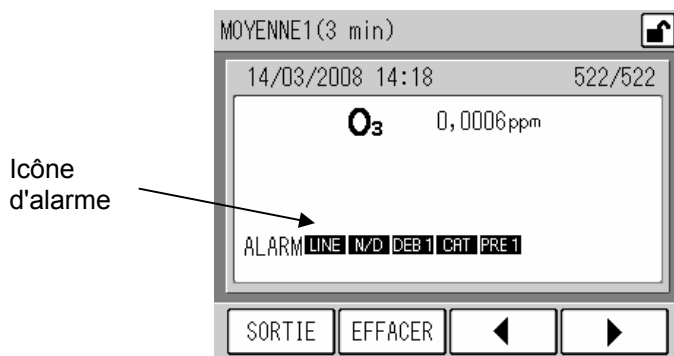 MOYENNE1(3 min)
14/03/2008 14:18 522/522
O₃ 0,0006ppm
Icône
d'alarme
ALARM LINE N/D DEB 1 CAT PRE 1
SORTIE EFFACER